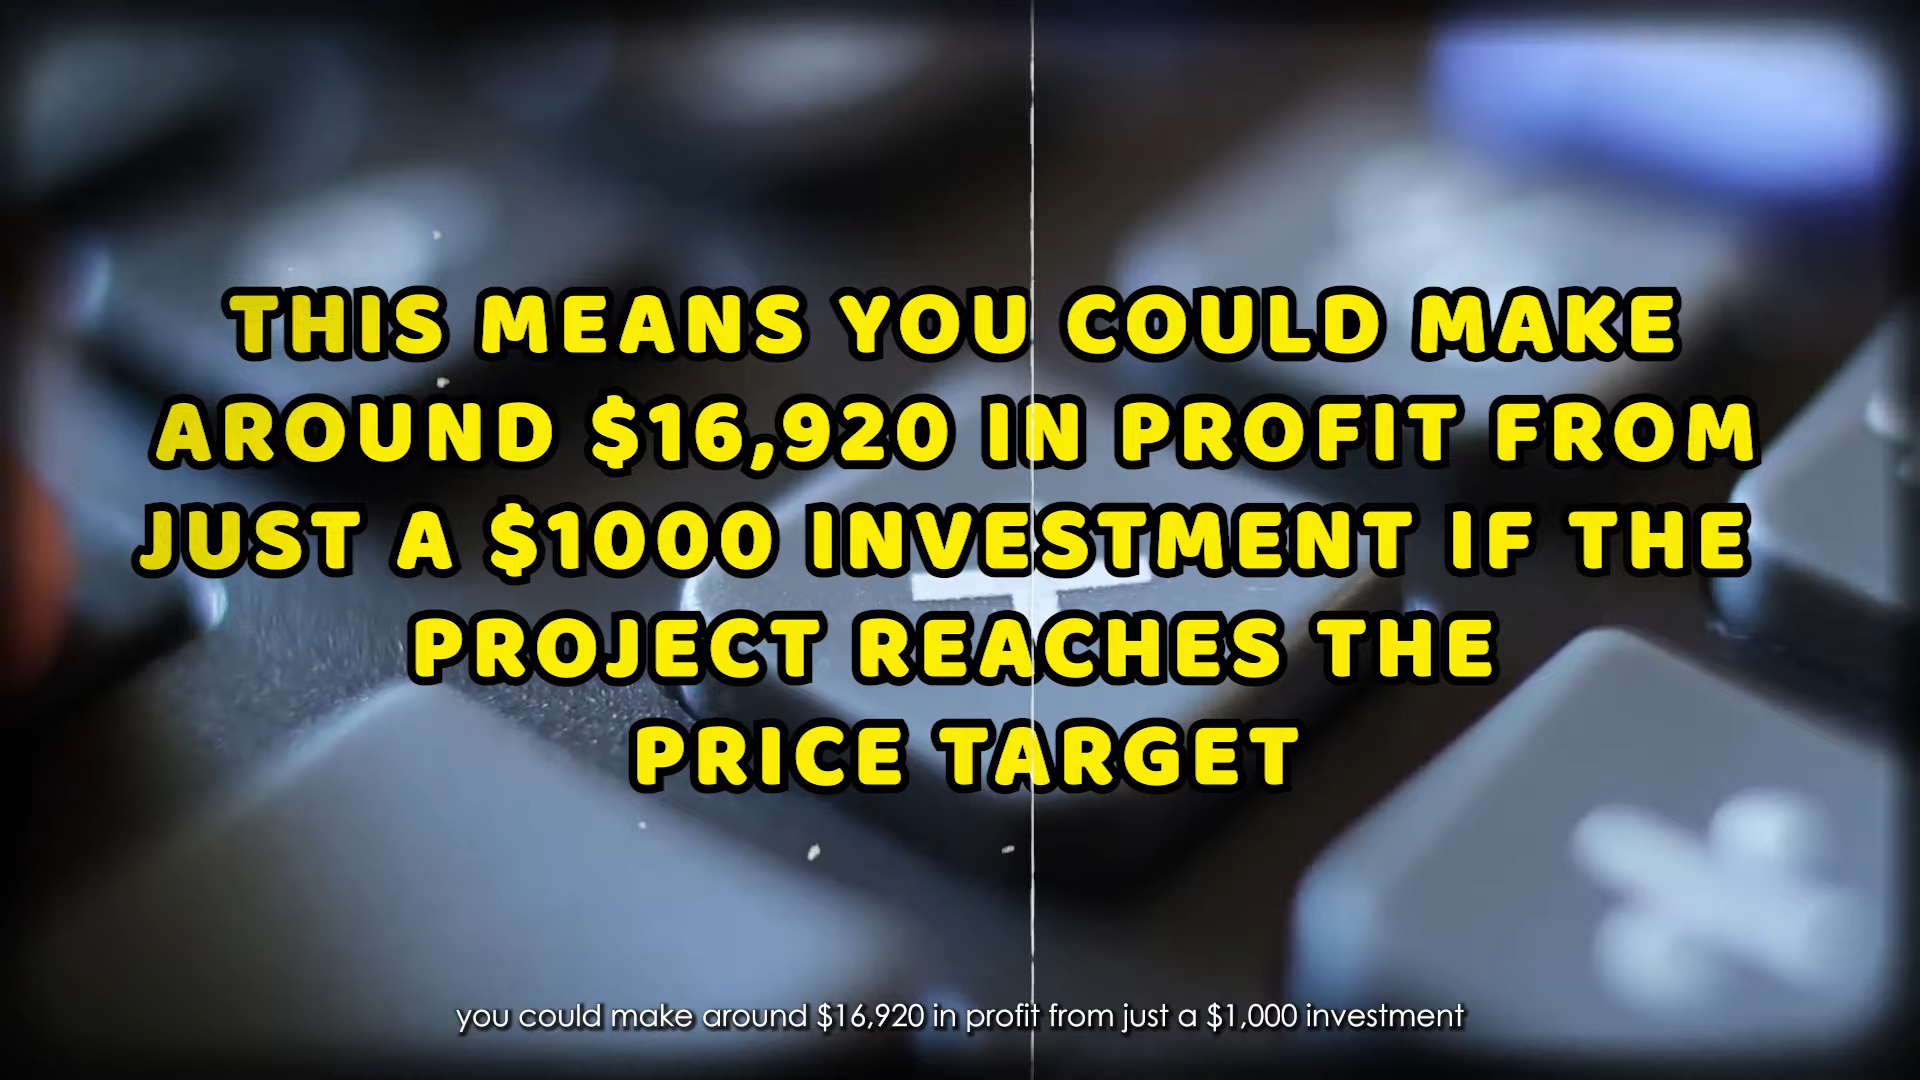 THIS MEANS YOU COULD MAKE
AROUND $16,920 IN PROFIT FROM
JUST A $1000 INVESTMENT IF THE
PROJECT REACHES THE
PRICE TARGET
you could make around $16,920 in profit from just a $1,000 investment